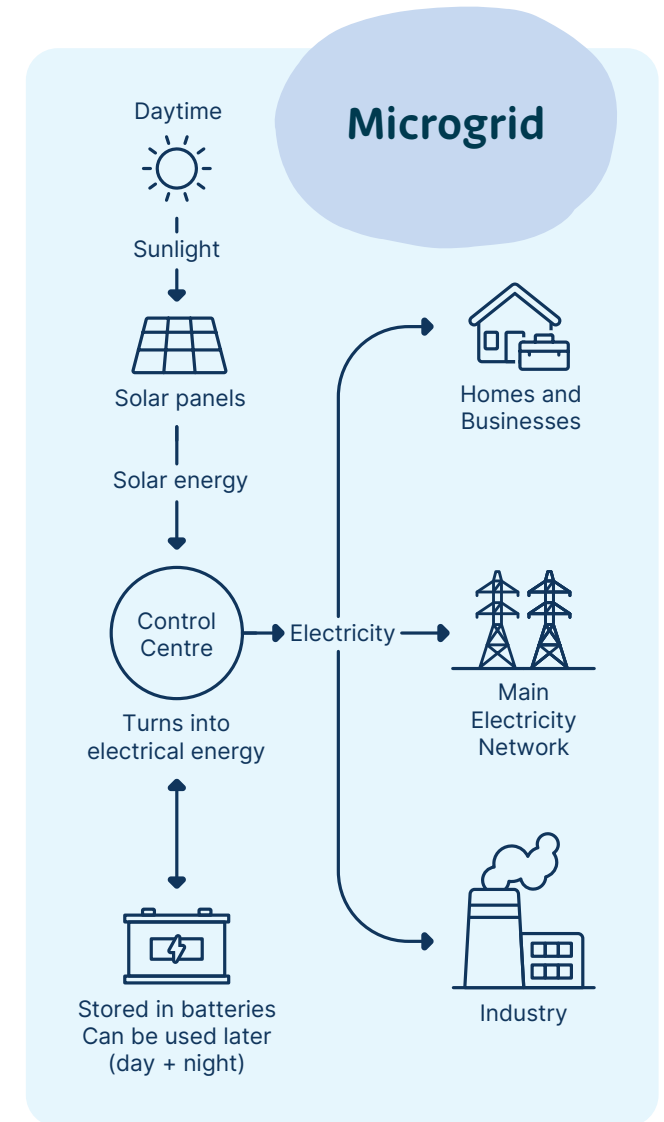 Microgrid
Daytime
Sunlight
Solar panels
Solar energy
Control
Centre
Turns into
electrical energy
Stored in batteries
Can be used later
(day + night)
Electricity
Homes and
Businesses
Main
Electricity
Network
Industry